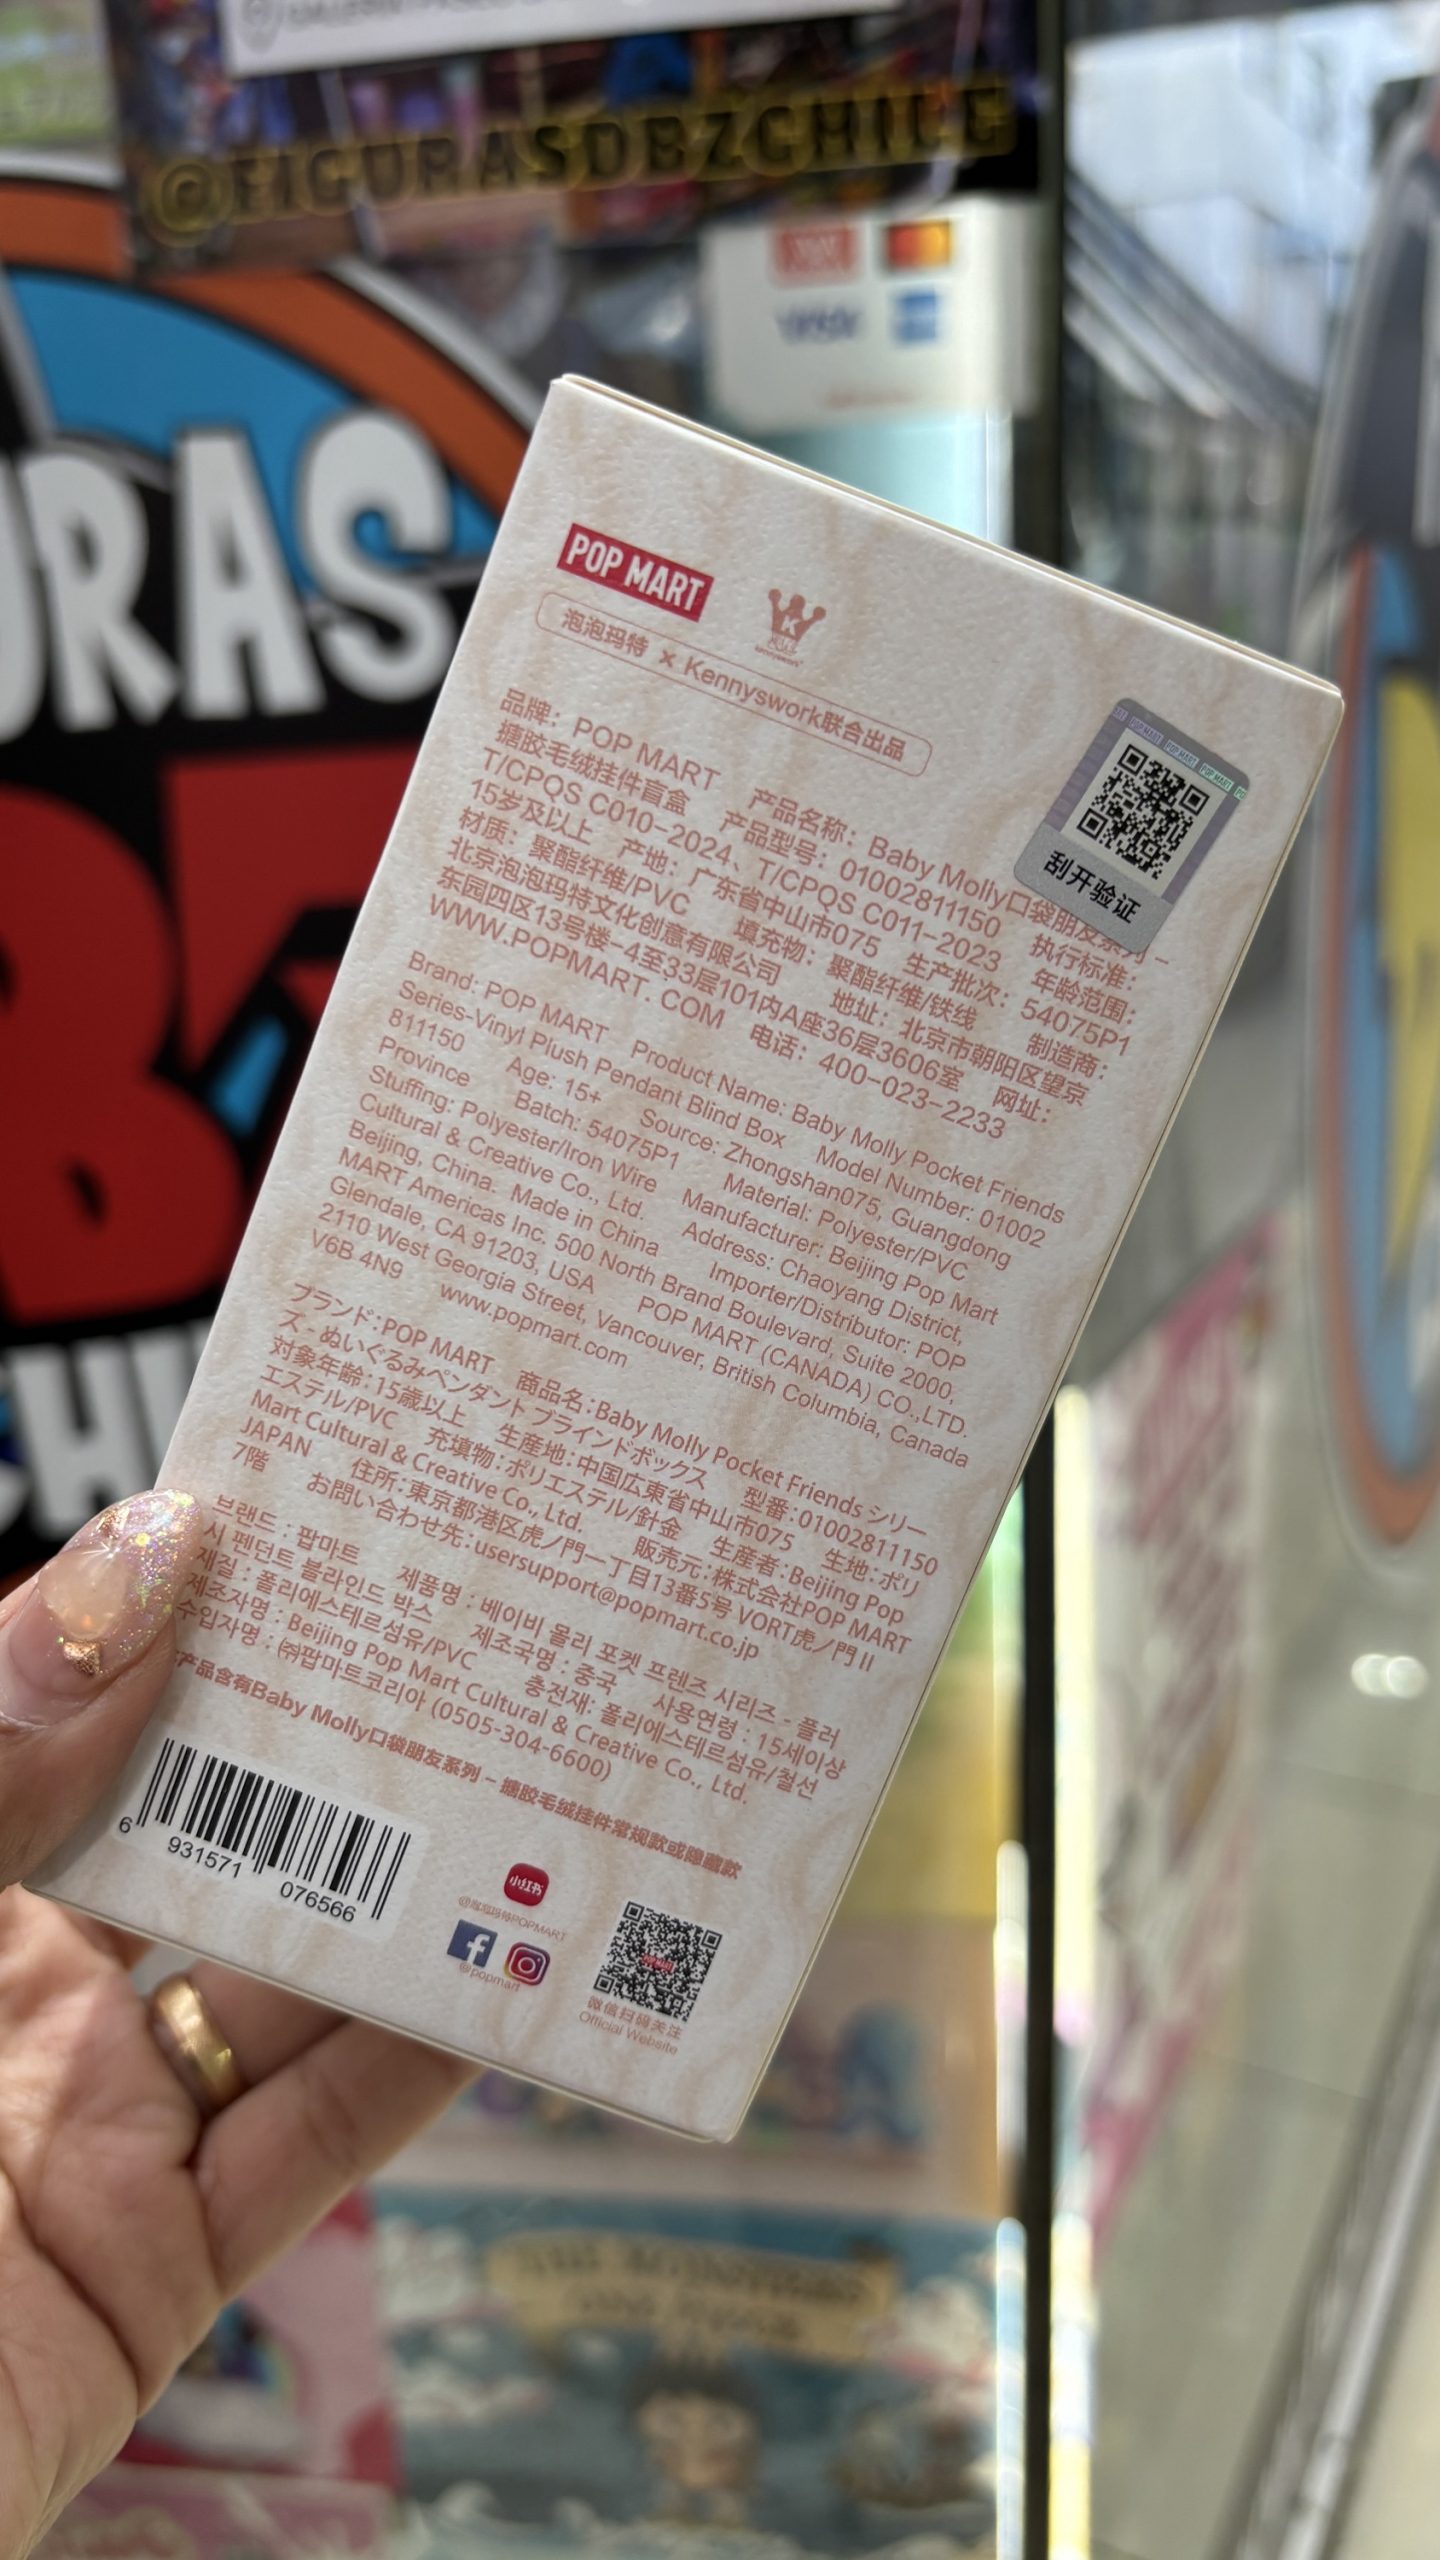 @FIGURASDBZCHILE
VISA
URAS
POP MART
K
kennyswork
泡泡玛特 × Kennyswork联合出品
POP MART POP MART POP MART
刮开验证
品牌：POP MART 产品名称：Baby Molly口袋朋友系列 –
搪胶毛绒挂件盲盒 产品型号：01002811150 执行标准：
T/CPQS C010-2024、T/CPQS C011-2023 年龄范围：
15岁及以上 产地：广东省中山市075 生产批次：54075P1
材质：聚酯纤维/PVC 填充物：聚酯纤维/铁线 制造商：
北京泡泡玛特文化创意有限公司 地址：北京市朝阳区望京
东园四区13号楼-4至33层101内A座36层3606室 网址：
WWW.POPMART.COM 电话：400-023-2233
Brand: POP MART Product Name: Baby Molly Pocket Friends
Series-Vinyl Plush Pendant Blind Box Model Number: 01002
811150 Age: 15+ Source: Zhongshan075, Guangdong
Province Batch: 54075P1 Material: Polyester/PVC
Stuffing: Polyester/Iron Wire Manufacturer: Beijing Pop Mart
Cultural & Creative Co., Ltd. Address: Chaoyang District,
Beijing, China. Made in China Importer/Distributor: POP
MART Americas Inc. 500 North Brand Boulevard, Suite 2000,
Glendale, CA 91203, USA POP MART (CANADA) CO.,LTD.
2110 West Georgia Street, Vancouver, British Columbia, Canada
V6B 4N9 www.popmart.com
ブランド：POP MART 商品名：Baby Molly Pocket Friends シリー
ズ - ぬいぐるみペンダント ブラインドボックス 型番：01002811150
対象年齢：15歳以上 生産地：中国広東省中山市075 生地：ポリ
エステル/PVC 充填物：ポリエステル/針金 生産者：Beijing Pop
Mart Cultural & Creative Co., Ltd. 販売元：株式会社POP MART
JAPAN 住所：東京都港区虎ノ門一丁目13番5号 VORT虎ノ門 II
7階 お問い合わせ先：usersupport@popmart.co.jp
브랜드 : 팝마트 제품명 : 베이비 몰리 포켓 프렌즈 시리즈 - 플러
시 펜던트 블라인드 박스 제조국명 : 중국 사용연령 : 15세이상
재질 : 폴리에스테르섬유/PVC 충전재: 폴리에스테르섬유/철선
제조자명 : Beijing Pop Mart Cultural & Creative Co., Ltd.
수입자명 : ㈜팝마트코리아 (0505-304-6600)
产品含有Baby Molly口袋朋友系列 – 搪胶毛绒挂件常规款或隐藏款
6 931571 076566
小红书
@泡泡玛特POPMART
@popmart
POP MART
微信扫码关注
Official Website